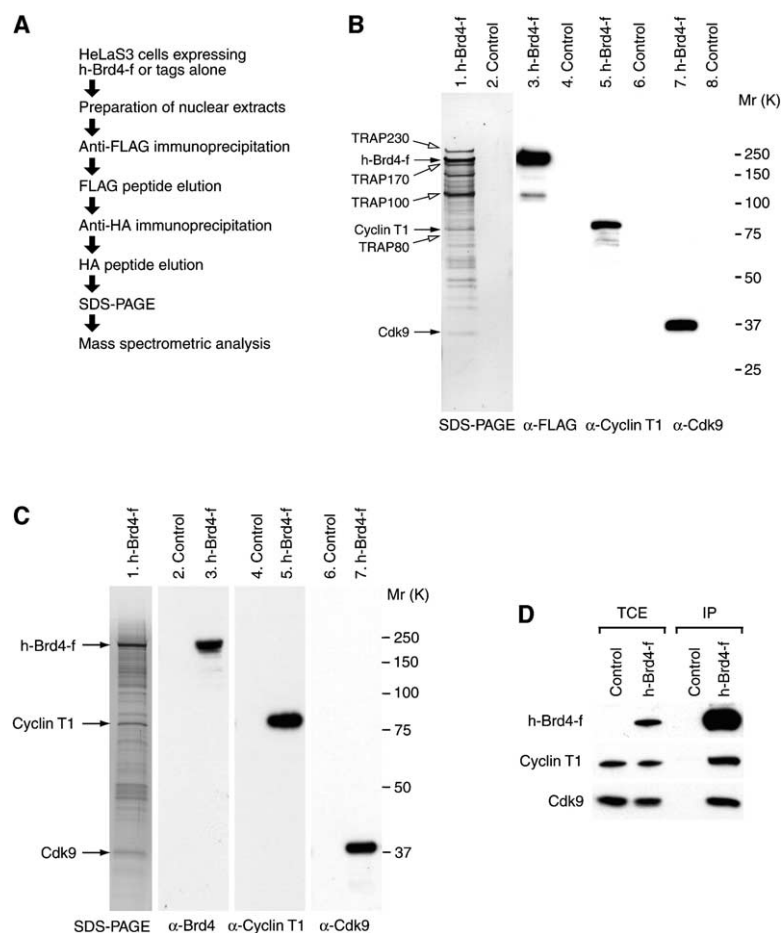 A
HeLaS3 cells expressing
h-Brd4-f or tags alone
Preparation of nuclear extracts
Anti-FLAG immunoprecipitation
FLAG peptide elution
Anti-HA immunoprecipitation
HA peptide elution
SDS-PAGE
Mass spectrometric analysis
B
1. h-Brd4-f
2. Control
3. h-Brd4-f
4. Control
5. h-Brd4-f
6. Control
7. h-Brd4-f
8. Control
Mr (K)
TRAP230
h-Brd4-f
TRAP170
TRAP100
Cyclin T1
TRAP80
Cdk9
- 250
- 150
- 100
- 75
- 50
- 37
- 25
SDS-PAGE α-FLAG α-Cyclin T1 α-Cdk9
C
1. h-Brd4-f
2. Control
3. h-Brd4-f
4. Control
5. h-Brd4-f
6. Control
7. h-Brd4-f
Mr (K)
h-Brd4-f
Cyclin T1
Cdk9
- 250
- 150
- 100
- 75
- 50
- 37
SDS-PAGE α-Brd4 α-Cyclin T1 α-Cdk9
D
TCE IP
Control
h-Brd4-f
Control
h-Brd4-f
h-Brd4-f
Cyclin T1
Cdk9